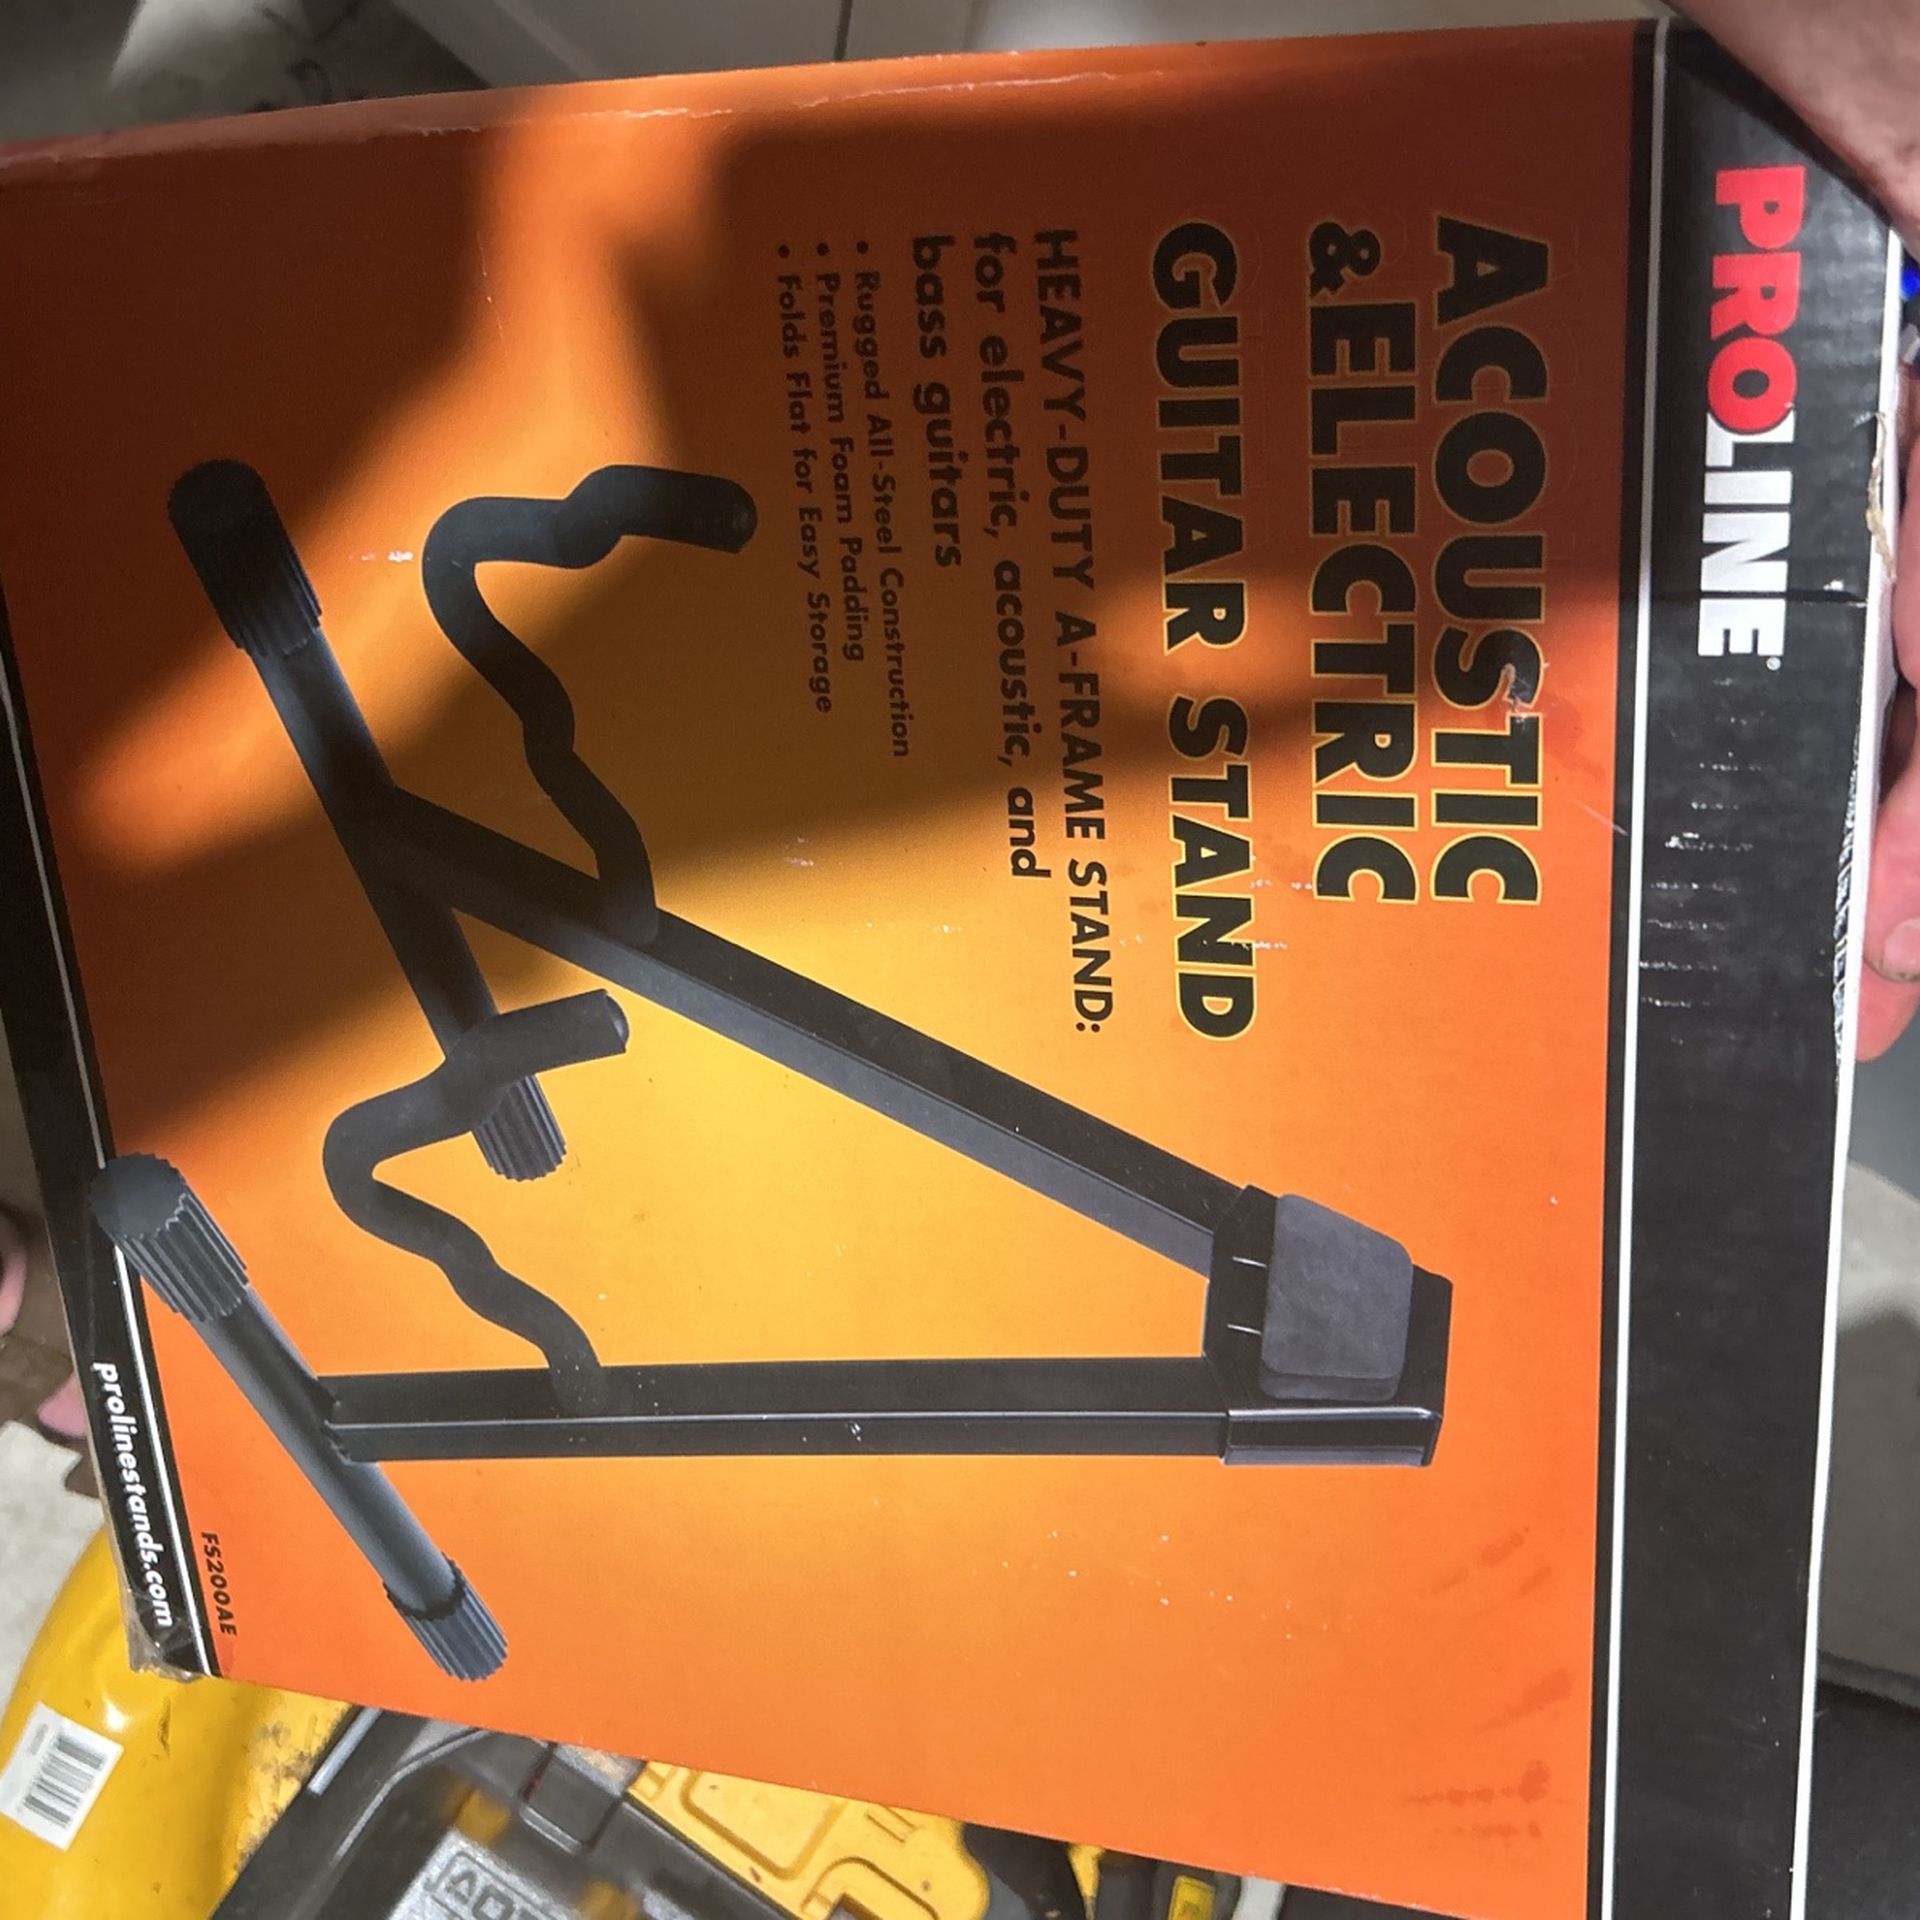 PROLINE®
ACOUSTIC
& ELECTRIC
GUITAR STAND
HEAVY-DUTY A-FRAME STAND:
for electric, acoustic, and
bass guitars
• Rugged All-Steel Construction
• Premium Foam Padding
• Folds Flat for Easy Storage
FS200AE
prolinestands.com